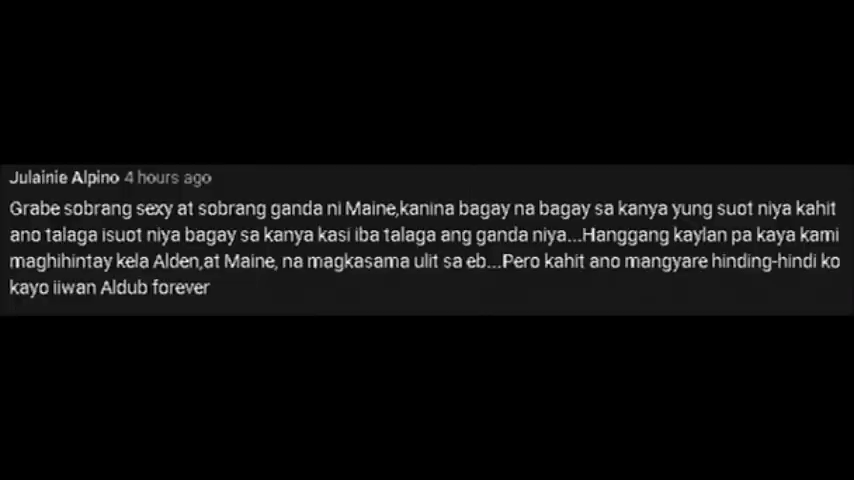 Julainie Alpino 4 hours ago
Grabe sobrang sexy at sobrang ganda ni Maine,kanina bagay na bagay sa kanya yung suot niya kahit
ano talaga isuot niya bagay sa kanya kasi iba talaga ang ganda niya...Hanggang kaylan pa kaya kami
maghihintay kela Alden,at Maine, na magkasama ulit sa eb...Pero kahit ano mangyare hinding-hindi ko
kayo iiwan Aldub forever